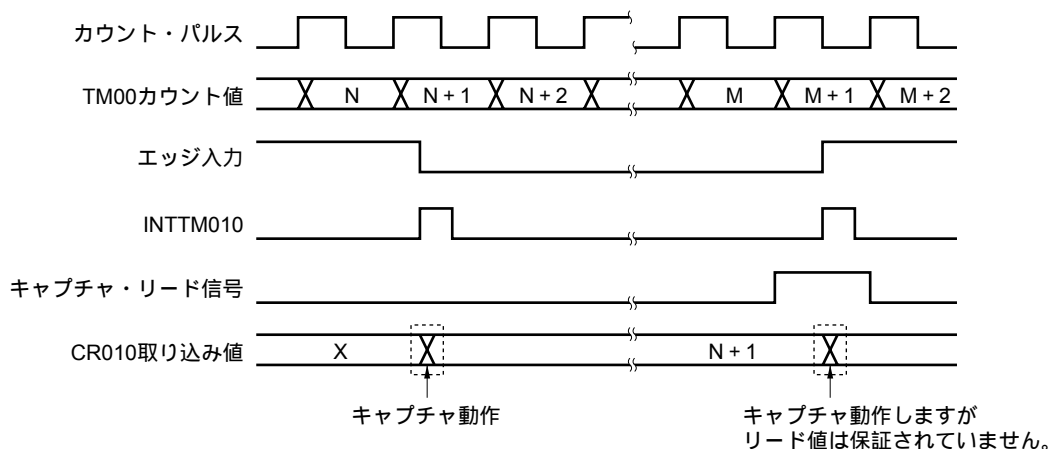 カウント・パルス
TM00カウント値 N N + 1 N + 2 M M + 1 M + 2
エッジ入力
INTTM010
キャプチャ・リード信号
CR010取り込み値 X N + 1
キャプチャ動作
キャプチャ動作しますが
リード値は保証されていません。